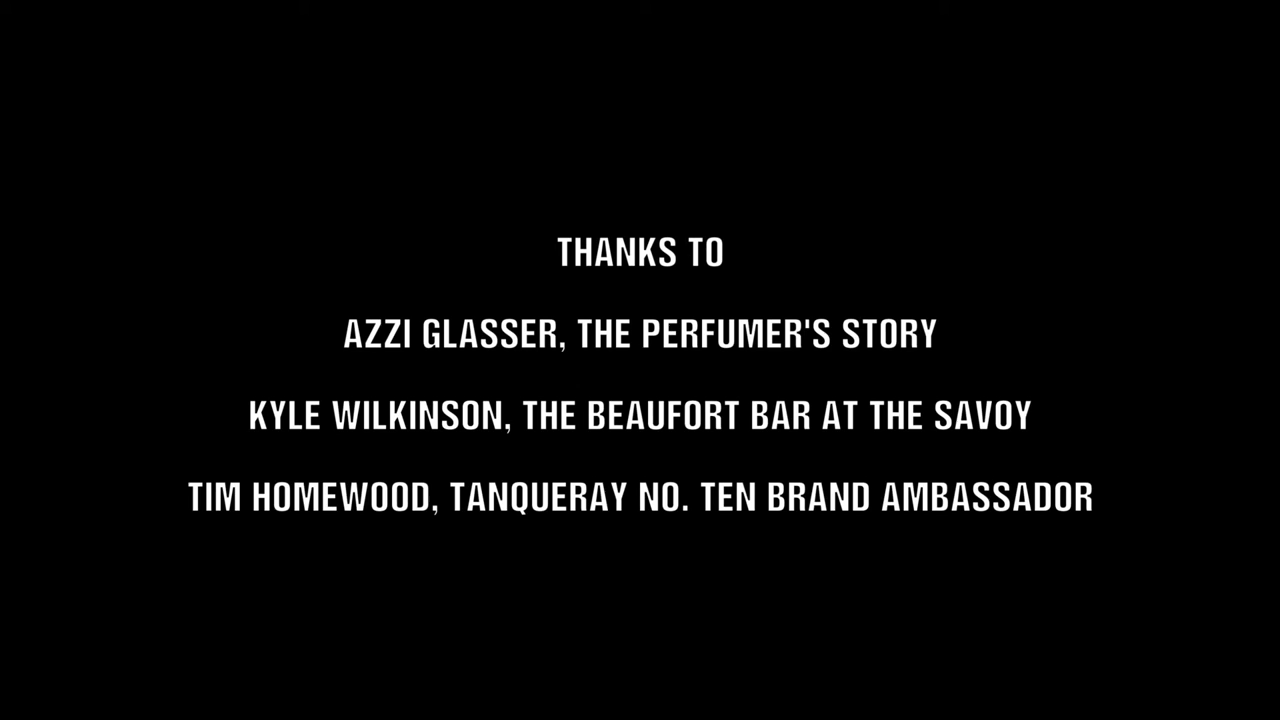 THANKS TO
AZZI GLASSER, THE PERFUMER'S STORY
KYLE WILKINSON, THE BEAUFORT BAR AT THE SAVOY
TIM HOMEWOOD, TANQUERAY NO. TEN BRAND AMBASSADOR